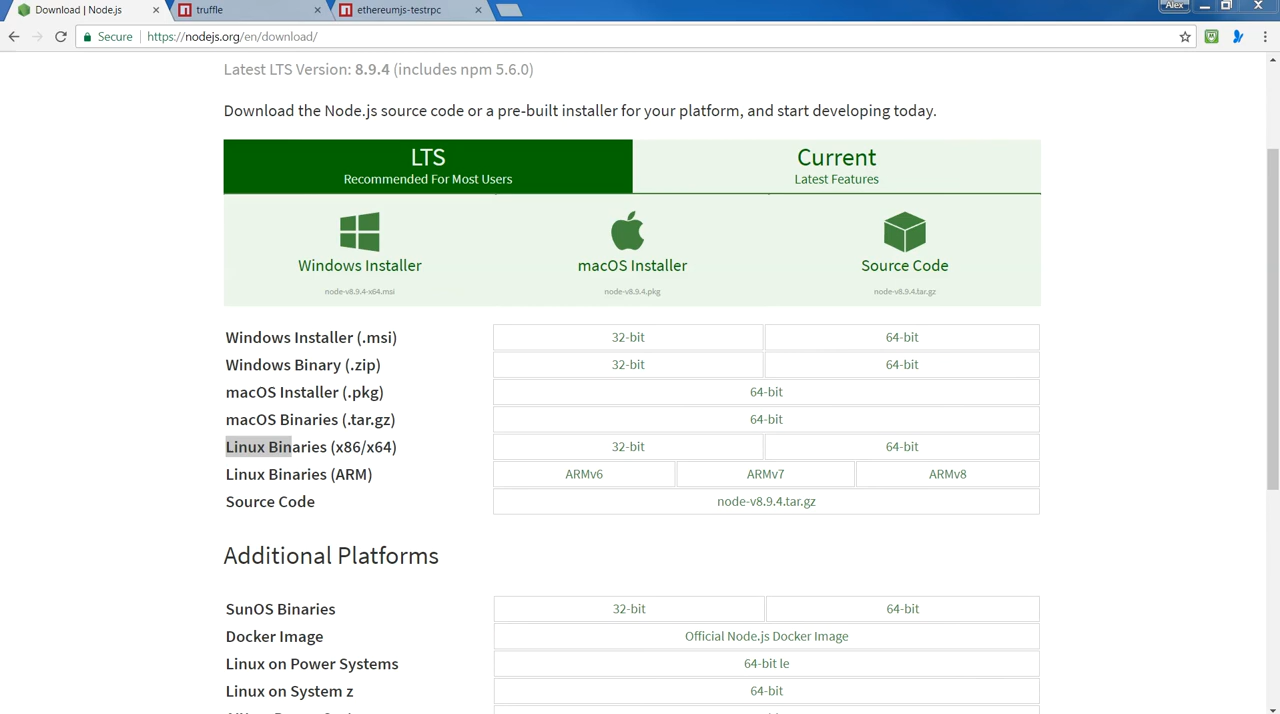 Download | Node.js
truffle
ethereumjs-testrpc
Alex
Secure https://nodejs.org/en/download/
Latest LTS Version: 8.9.4 (includes npm 5.6.0)
Download the Node.js source code or a pre-built installer for your platform, and start developing today.
LTS
Recommended For Most Users
Current
Latest Features
Windows Installer
node-v8.9.4-x64.msi
macOS Installer
node-v8.9.4.pkg
Source Code
node-v8.9.4.tar.gz
Windows Installer (.msi) 32-bit 64-bit
Windows Binary (.zip) 32-bit 64-bit
macOS Installer (.pkg) 64-bit
macOS Binaries (.tar.gz) 64-bit
Linux Binaries (x86/x64) 32-bit 64-bit
Linux Binaries (ARM) ARMv6 ARMv7 ARMv8
Source Code node-v8.9.4.tar.gz
Additional Platforms
SunOS Binaries 32-bit 64-bit
Docker Image Official Node.js Docker Image
Linux on Power Systems 64-bit le
Linux on System z 64-bit